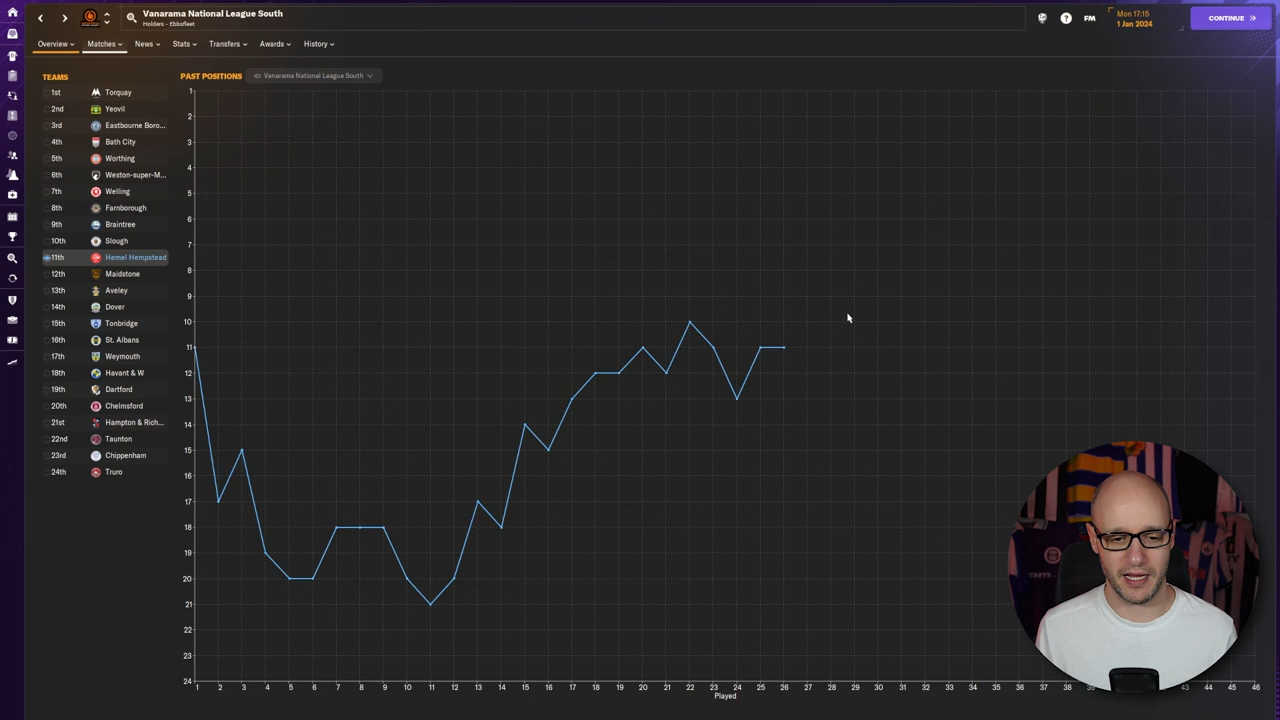 Vanarama National League South
Holders - Ebbsfleet
FM
Mon 17:15
1 Jan 2024
CONTINUE
Overview
Matches
News
Stats
Transfers
Awards
History
TEAMS
PAST POSITIONS
Vanarama National League South
1st Torquay
2nd Yeovil
3rd Eastbourne Boro...
4th Bath City
5th Worthing
6th Weston-super-M...
7th Welling
8th Farnborough
9th Braintree
10th Slough
11th Hemel Hempstead
12th Maidstone
13th Aveley
14th Dover
15th Tonbridge
16th St. Albans
17th Weymouth
18th Havant & W
19th Dartford
20th Chelmsford
21st Hampton & Rich...
22nd Taunton
23rd Chippenham
24th Truro
1
2
3
4
5
6
7
8
9
10
11
12
13
14
15
16
17
18
19
20
21
22
23
24
1 2 3 4 5 6 7 8 9 10 11 12 13 14 15 16 17 18 19 20 21 22 23 24 25 26 27 28 29 30 31 32 33 34 35 36 37 38 43 44 45 46
Played